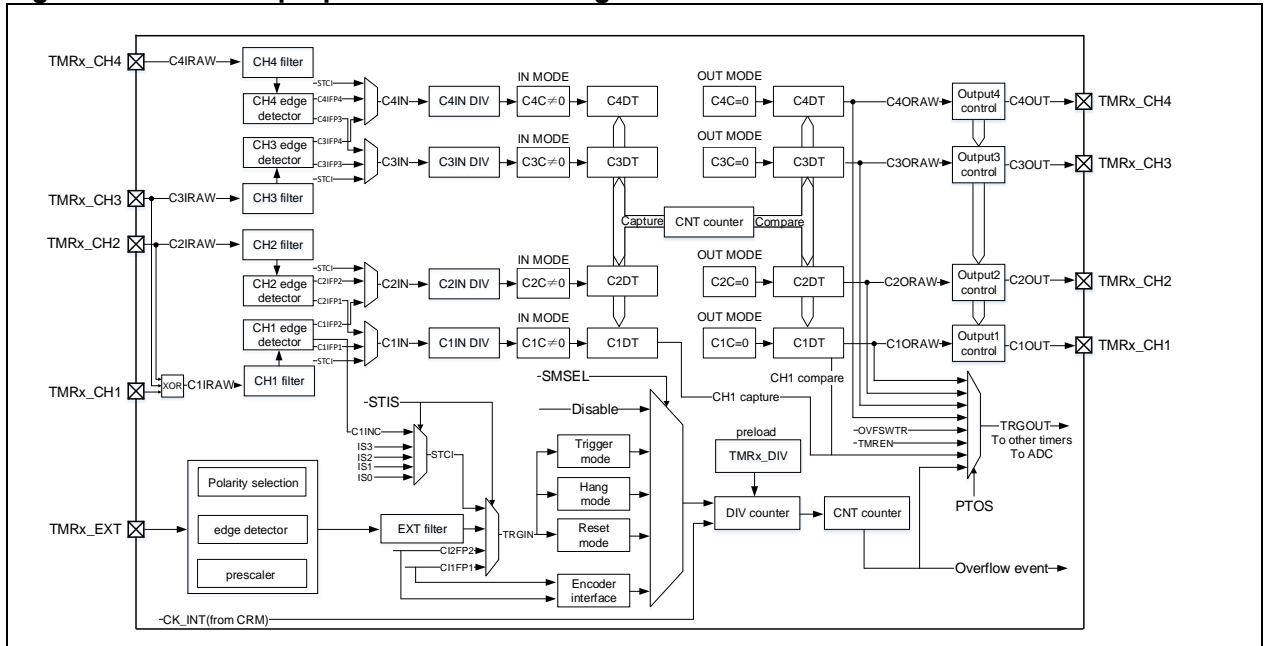 IN MODE
OUT MODE
TMRx_CH4
C4IRAW
CH4 filter
STCI
C4IFP4
C4IN
C4IN DIV
C4C≠0
C4DT
C4C=0
C4DT
C4ORAW
Output4
control
C4OUT
TMRx_CH4
CH4 edge
detector
C4IFP3
IN MODE
OUT MODE
CH3 edge
detector
C3IFP4
C3IFP3
STCI
C3IN
C3IN DIV
C3C≠0
C3DT
C3C=0
C3DT
C3ORAW
Output3
control
C3OUT
TMRx_CH3
TMRx_CH3
C3IRAW
CH3 filter
Capture
CNT counter
Compare
TMRx_CH2
C2IRAW
CH2 filter
IN MODE
OUT MODE
STCI
C2IFP2
CH2 edge
detector
C2IFP1
C2IN
C2IN DIV
C2C≠0
C2DT
C2C=0
C2DT
C2ORAW
Output2
control
C2OUT
TMRx_CH2
IN MODE
OUT MODE
CH1 edge
detector
C1IFP2
C1IFP1
STCI
C1IN
C1IN DIV
C1C≠0
C1DT
C1C=0
C1DT
C1ORAW
Output1
control
C1OUT
TMRx_CH1
TMRx_CH1
XOR
C1IRAW
CH1 filter
SMSEL
CH1 compare
CH1 capture
STIS
Disable
C1INC
IS3
IS2
IS1
IS0
STCI
Trigger
mode
preload
TMRx_DIV
OVFSWTR
TMREN
TRGOUT
To other timers
To ADC
PTOS
Polarity selection
Hang
mode
TMRx_EXT
edge detector
EXT filter
TRGIN
Reset
mode
DIV counter
CNT counter
CI2FP2
CI1FP1
prescaler
Encoder
interface
Overflow event
CK_INT(from CRM)